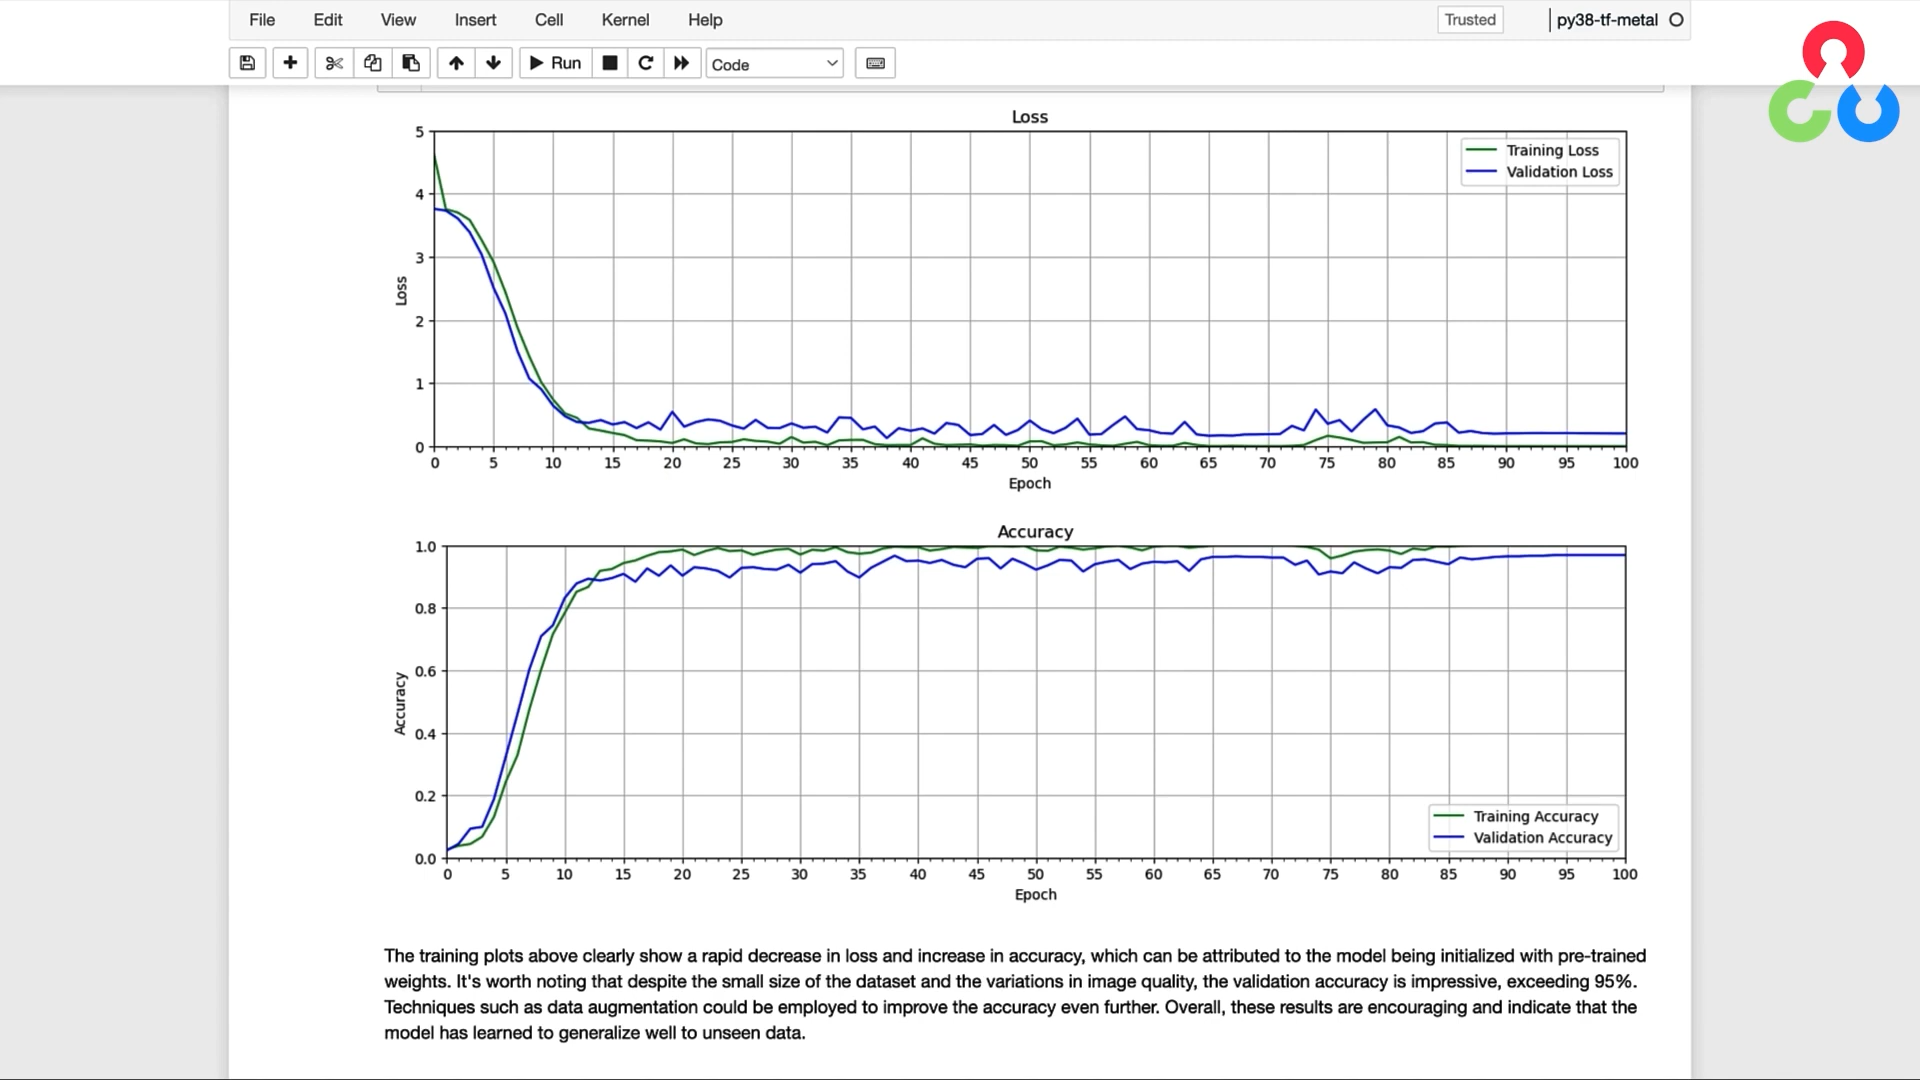 File Edit View Insert Cell Kernel Help Trusted py38-tf-metal
Run Code
Loss
Training Loss
Validation Loss
5
4
3
2
1
0
Loss
0 5 10 15 20 25 30 35 40 45 50 55 60 65 70 75 80 85 90 95 100
Epoch
Accuracy
1.0
0.8
0.6
0.4
0.2
0.0
Accuracy
Training Accuracy
Validation Accuracy
0 5 10 15 20 25 30 35 40 45 50 55 60 65 70 75 80 85 90 95 100
Epoch
The training plots above clearly show a rapid decrease in loss and increase in accuracy, which can be attributed to the model being initialized with pre-trained
weights. It's worth noting that despite the small size of the dataset and the variations in image quality, the validation accuracy is impressive, exceeding 95%.
Techniques such as data augmentation could be employed to improve the accuracy even further. Overall, these results are encouraging and indicate that the
model has learned to generalize well to unseen data.